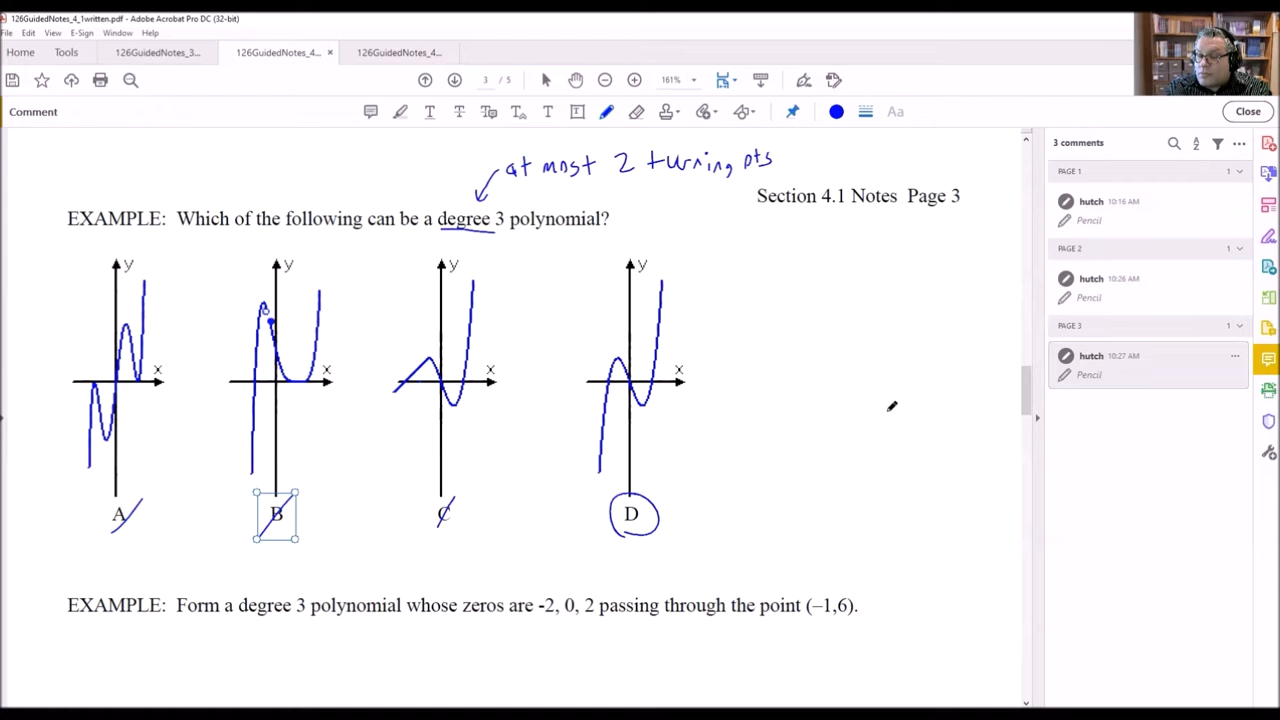 126GuidedNotes_4_1written.pdf - Adobe Acrobat Pro DC (32-bit)
File Edit View E-Sign Window Help
Home Tools 126GuidedNotes_3... 126GuidedNotes_4... × 126GuidedNotes_4...
3 / 5 161%
Comment Aa Close
3 comments
at most 2 turning pts
Section 4.1 Notes Page 3
EXAMPLE: Which of the following can be a degree 3 polynomial?
y y y y
x x x x
A B C D
EXAMPLE: Form a degree 3 polynomial whose zeros are -2, 0, 2 passing through the point (–1,6).
PAGE 1 1
hutch 10:16 AM
Pencil
PAGE 2 1
hutch 10:26 AM
Pencil
PAGE 3 1
hutch 10:27 AM
Pencil